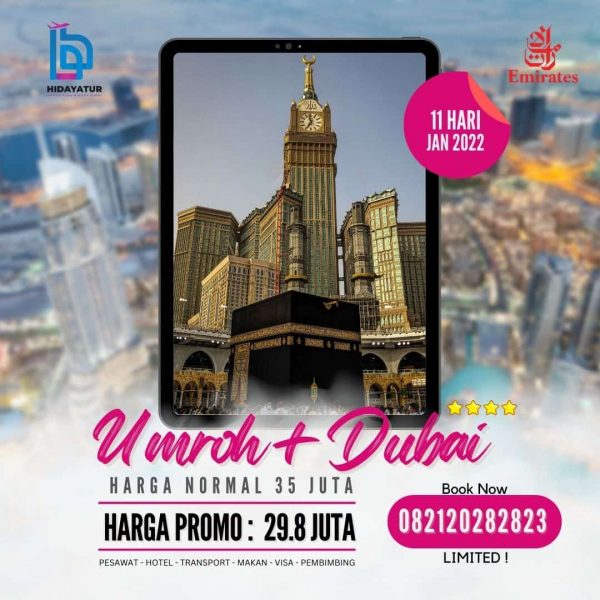 HIDAYATUR
امارات
Emirates
11 HARI
JAN 2022
Umroh + Dubai
HARGA NORMAL 35 JUTA
HARGA PROMO : 29.8 JUTA
PESAWAT - HOTEL - TRANSPORT - MAKAN - VISA - PEMBIMBING
Book Now
082120282823
LIMITED !